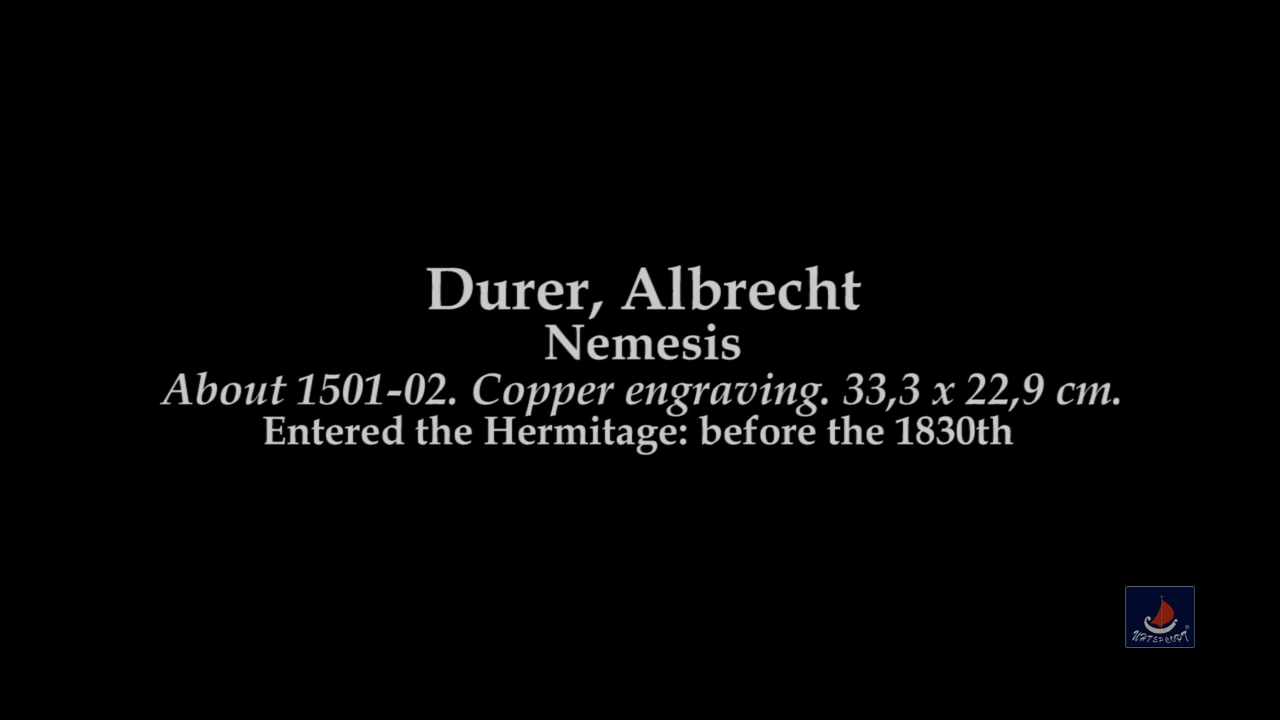 Durer, Albrecht
Nemesis
About 1501-02. Copper engraving. 33,3 x 22,9 cm.
Entered the Hermitage: before the 1830th
ИНТЕРСОФТ